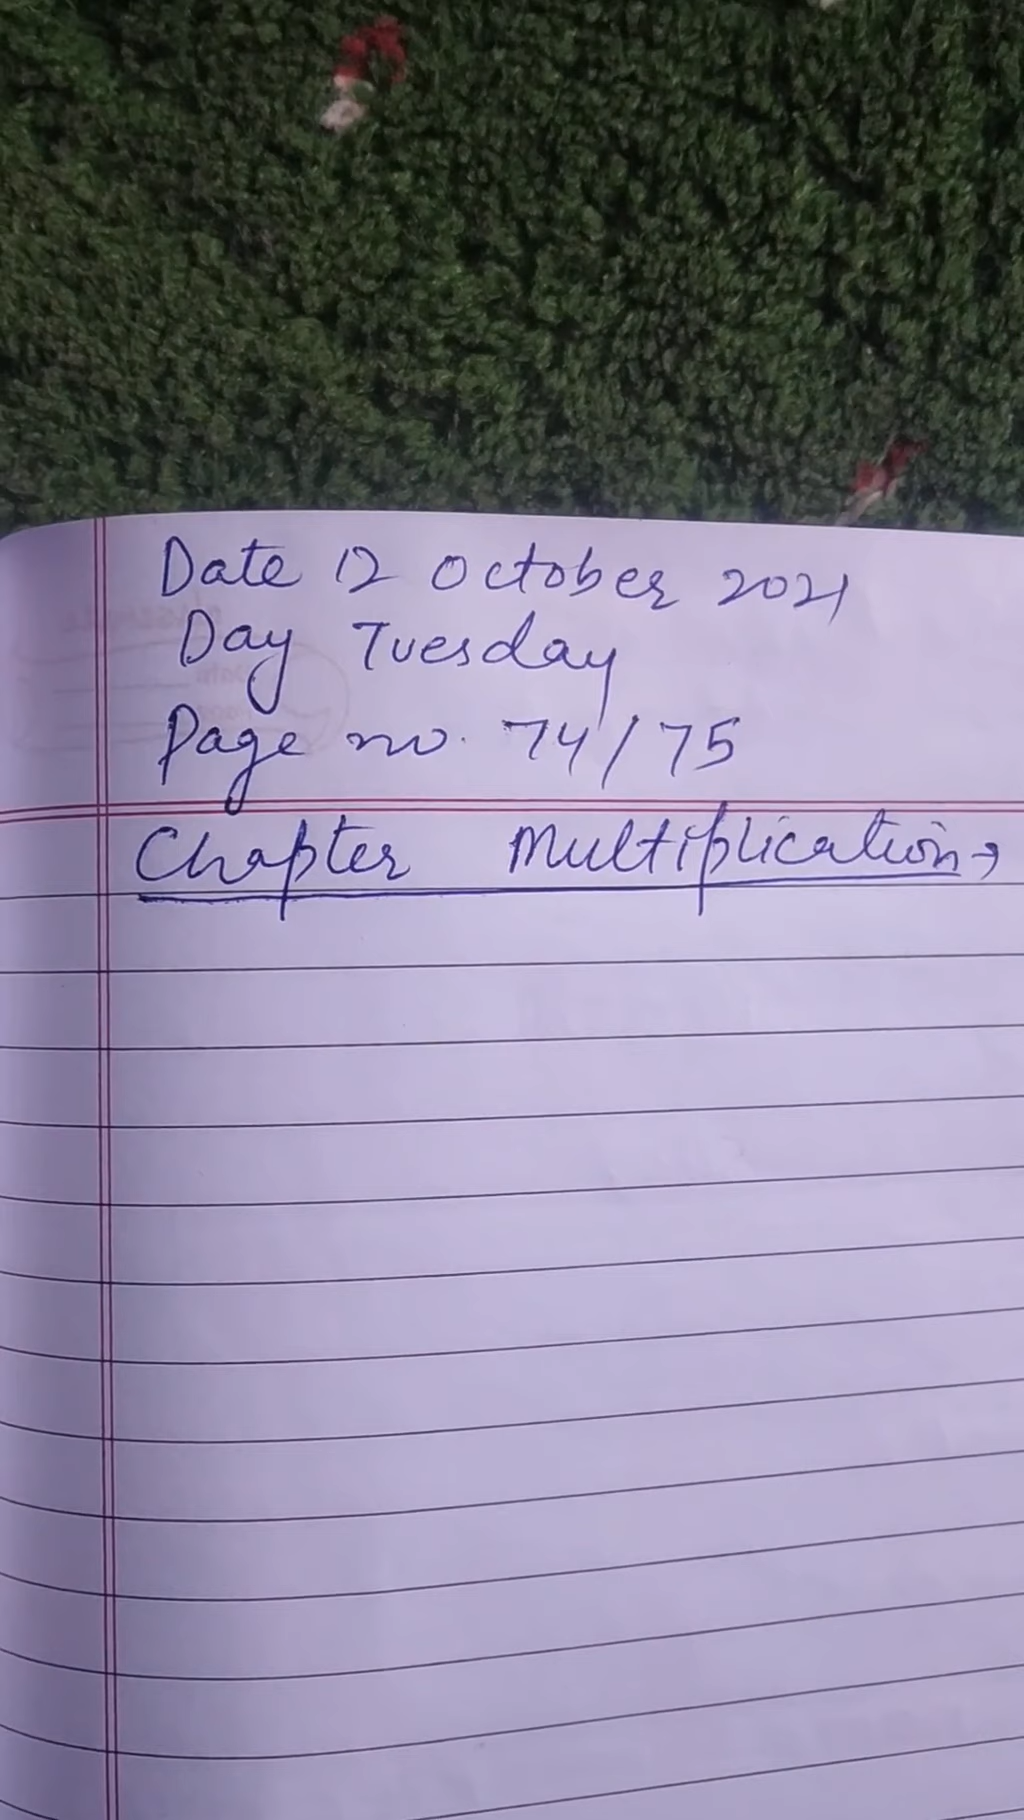 Date 12 October 2021
Day Tuesday
Page no. 74/75
Chapter Multiplication→